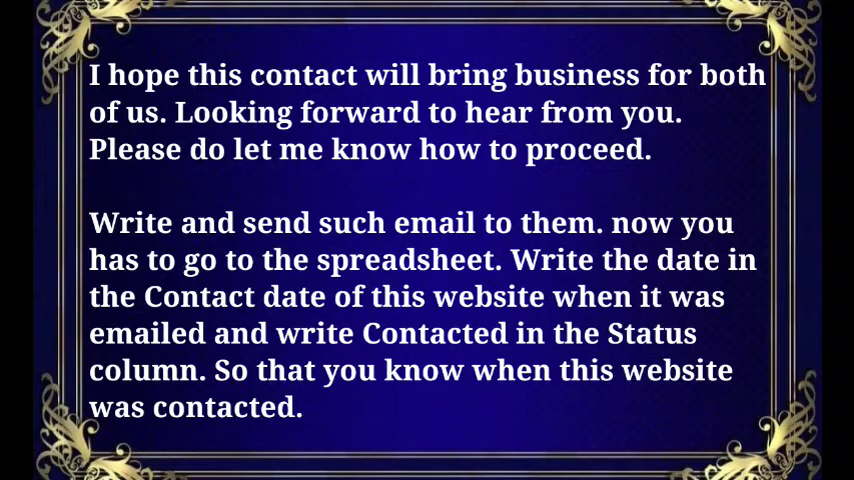 I hope this contact will bring business for both
of us. Looking forward to hear from you.
Please do let me know how to proceed.
Write and send such email to them. now you
has to go to the spreadsheet. Write the date in
the Contact date of this website when it was
emailed and write Contacted in the Status
column. So that you know when this website
was contacted.